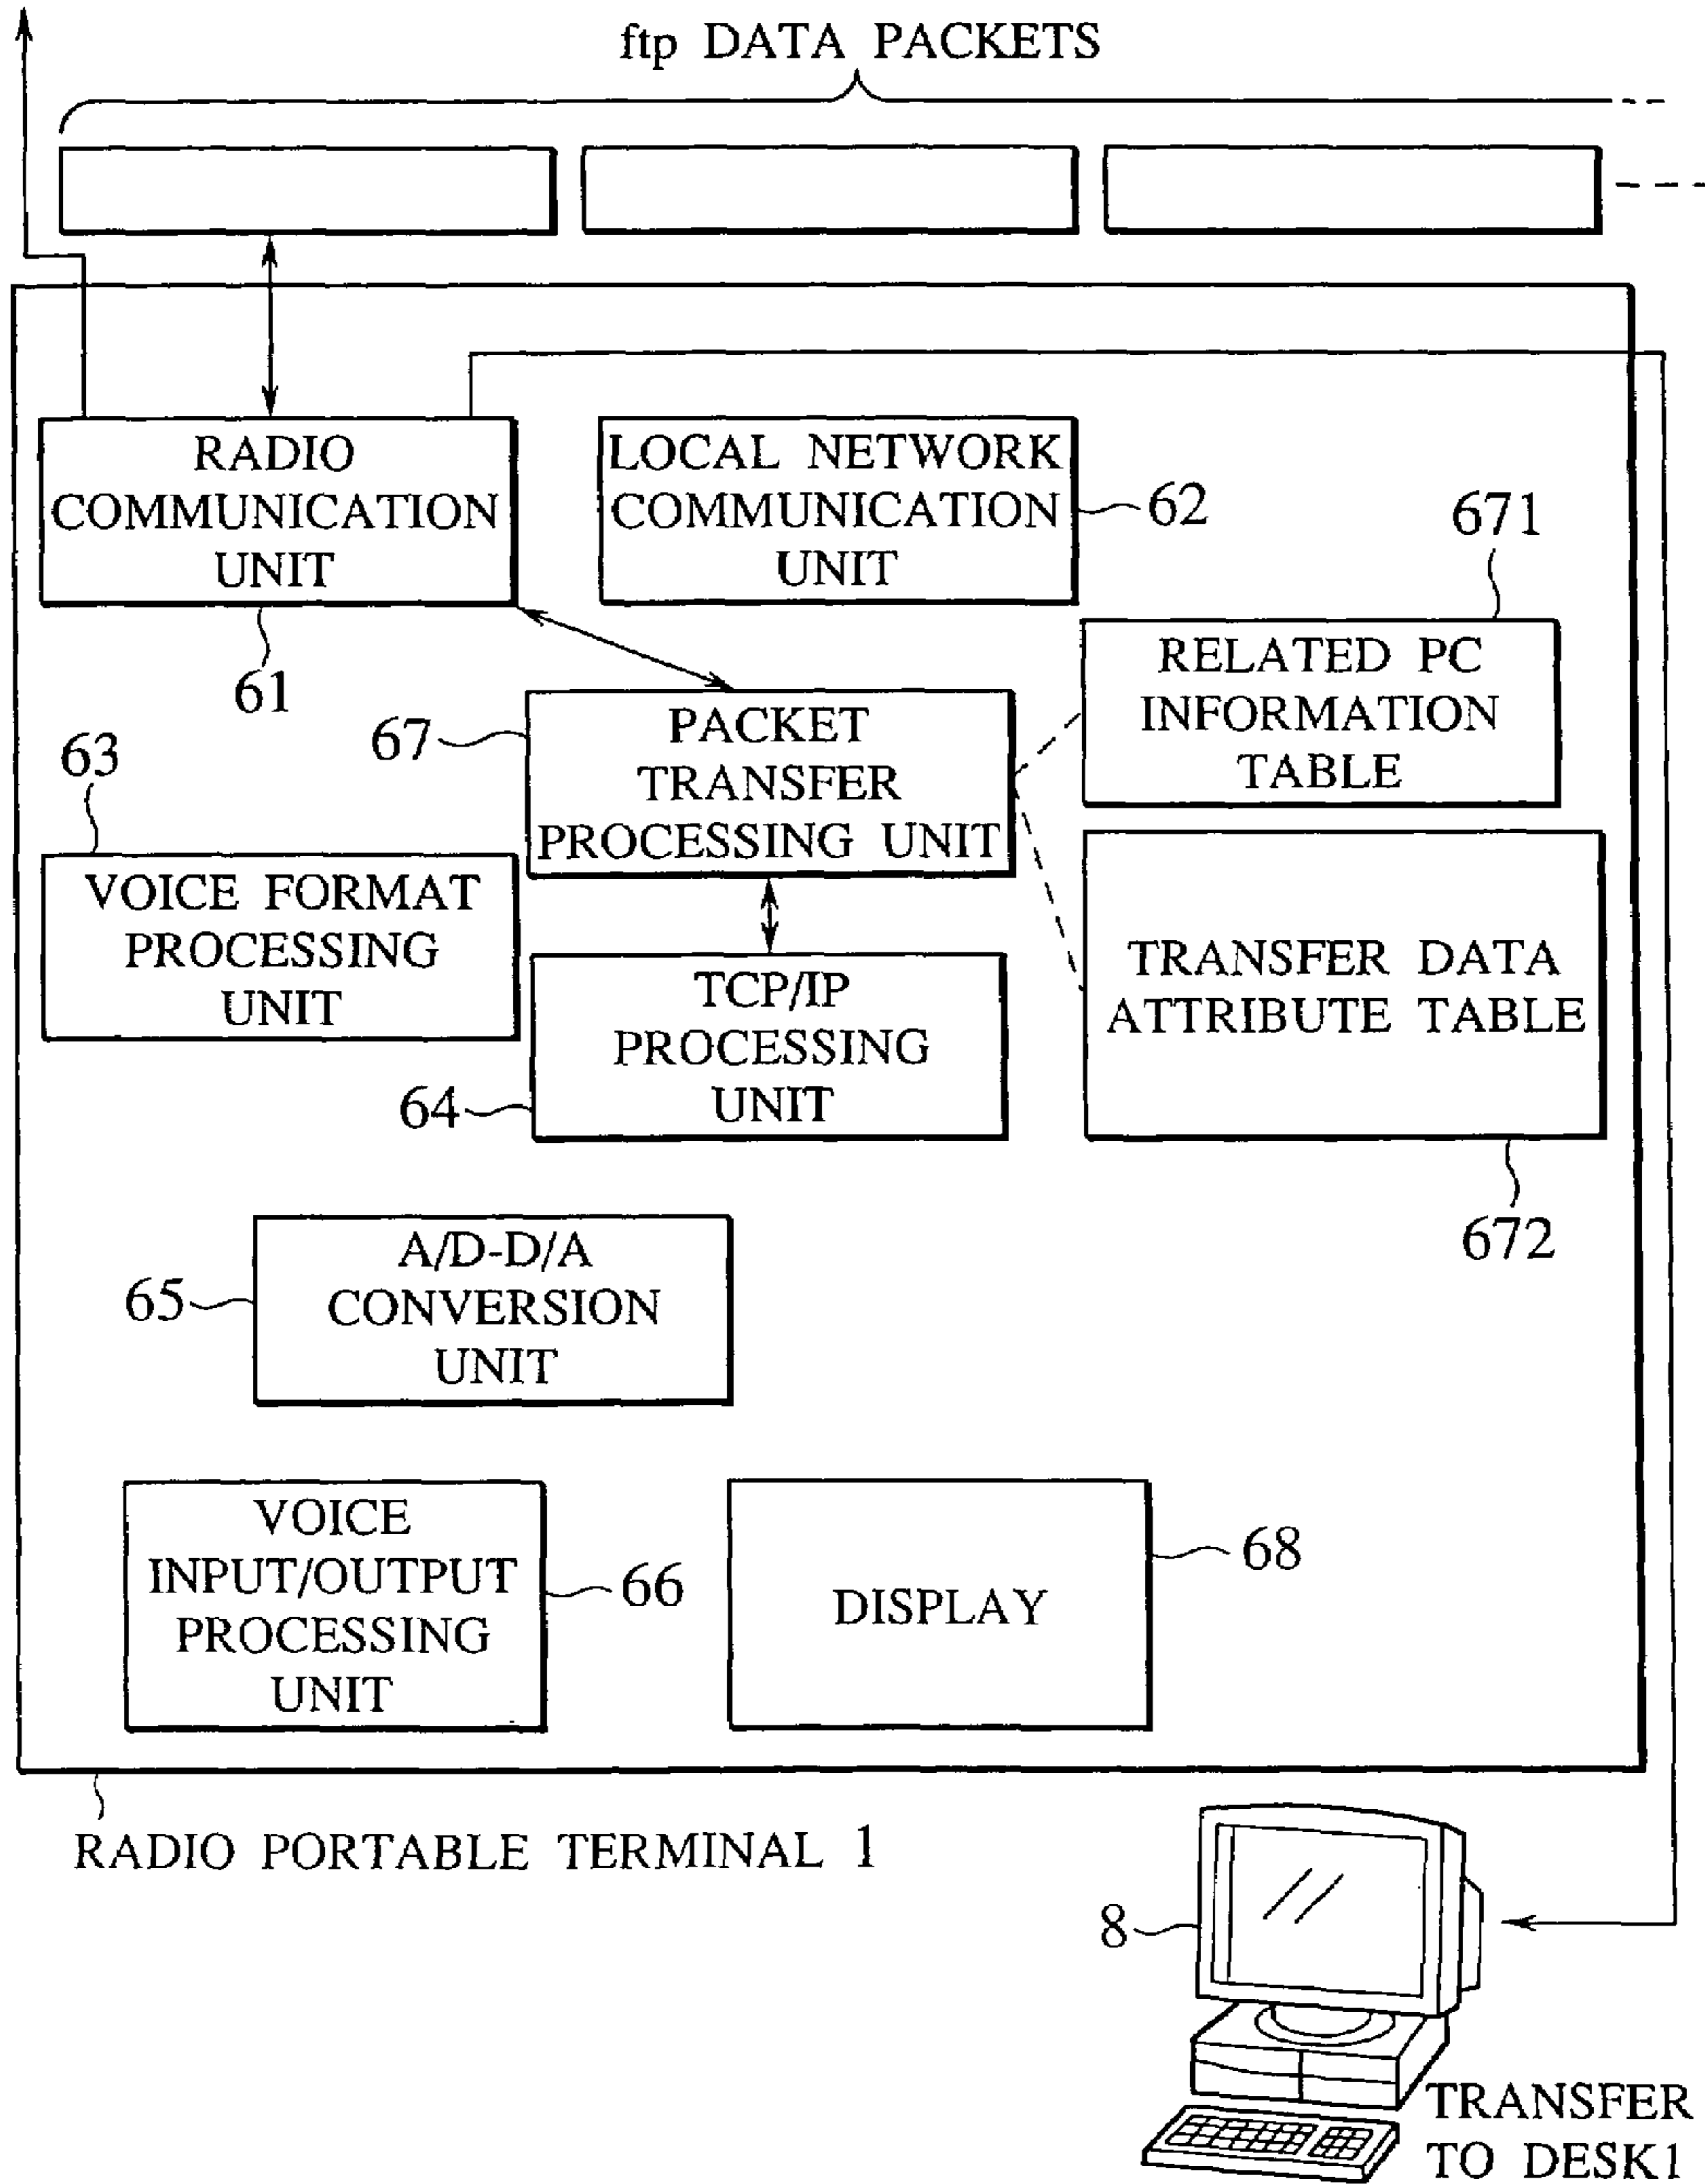 ftp DATA PACKETS
RADIO
COMMUNICATION
UNIT
61
LOCAL NETWORK
COMMUNICATION
UNIT
62
671
RELATED PC
INFORMATION
TABLE
67
PACKET
TRANSFER
PROCESSING UNIT
63
VOICE FORMAT
PROCESSING
UNIT
TRANSFER DATA
ATTRIBUTE TABLE
672
64
TCP/IP
PROCESSING
UNIT
65
A/D-D/A
CONVERSION
UNIT
VOICE
INPUT/OUTPUT
PROCESSING
UNIT
66
DISPLAY
68
RADIO PORTABLE TERMINAL 1
8
TRANSFER
TO DESK1